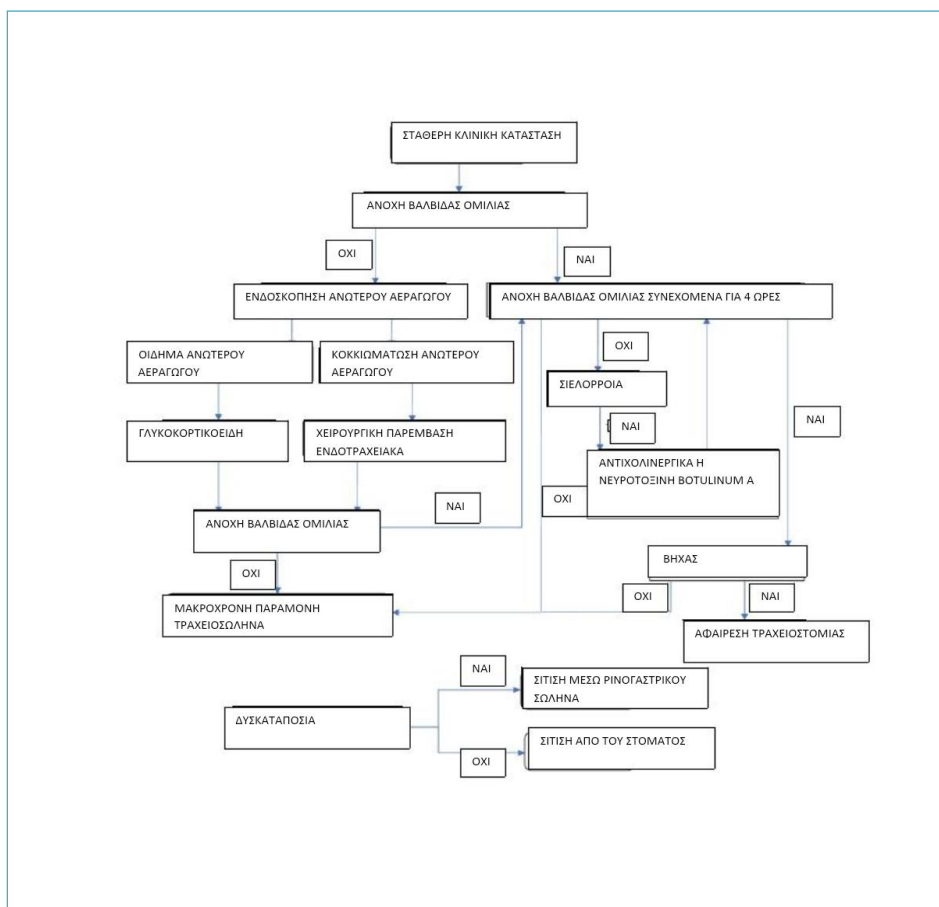 ΣΤΑΘΕΡΗ ΚΛΙΝΙΚΗ ΚΑΤΑΣΤΑΣΗ
ΑΝΟΧΗ ΒΑΛΒΙΔΑΣ ΟΜΙΛΙΑΣ
ΟΧΙ
ΝΑΙ
ΕΝΔΟΣΚΟΠΗΣΗ ΑΝΩΤΕΡΟΥ ΑΕΡΑΓΩΓΟΥ
ΑΝΟΧΗ ΒΑΛΒΙΔΑΣ ΟΜΙΛΙΑΣ ΣΥΝΕΧΟΜΕΝΑ ΓΙΑ 4 ΩΡΕΣ
ΟΙΔΗΜΑ ΑΝΩΤΕΡΟΥ
ΑΕΡΑΓΩΓΟΥ
ΚΟΚΚΙΩΜΑΤΩΣΗ ΑΝΩΤΕΡΟΥ
ΑΕΡΑΓΩΓΟΥ
ΟΧΙ
ΣΙΕΛΟΡΡΟΙΑ
ΝΑΙ
ΝΑΙ
ΓΛΥΚΟΚΟΡΤΙΚΟΕΙΔΗ
ΧΕΙΡΟΥΡΓΙΚΗ ΠΑΡΕΜΒΑΣΗ
ΕΝΔΟΤΡΑΧΕΙΑΚΑ
ΑΝΤΙΧΟΛΙΝΕΡΓΙΚΑ Η
ΝΕΥΡΟΤΟΞΙΝΗ BOTULINUM A
ΟΧΙ
ΝΑΙ
ΑΝΟΧΗ ΒΑΛΒΙΔΑΣ ΟΜΙΛΙΑΣ
ΟΧΙ
ΒΗΧΑΣ
ΟΧΙ
ΝΑΙ
ΜΑΚΡΟΧΡΟΝΗ ΠΑΡΑΜΟΝΗ
ΤΡΑΧΕΙΟΣΩΛΗΝΑ
ΑΦΑΙΡΕΣΗ ΤΡΑΧΕΙΟΣΤΟΜΙΑΣ
ΝΑΙ
ΣΙΤΙΣΗ ΜΕΣΩ ΡΙΝΟΓΑΣΤΡΙΚΟΥ
ΣΩΛΗΝΑ
ΔΥΣΚΑΤΑΠΟΣΙΑ
ΟΧΙ
ΣΙΤΙΣΗ ΑΠΟ ΤΟΥ ΣΤΟΜΑΤΟΣ